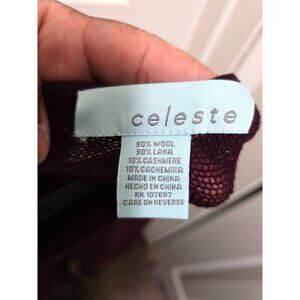 celeste
90% WOOL
90% LANA
10% CASHMERE
10% CACHEMIRA
MADE IN CHINA
HECHO EN CHINA
RN 107697
CARE ON REVERSE